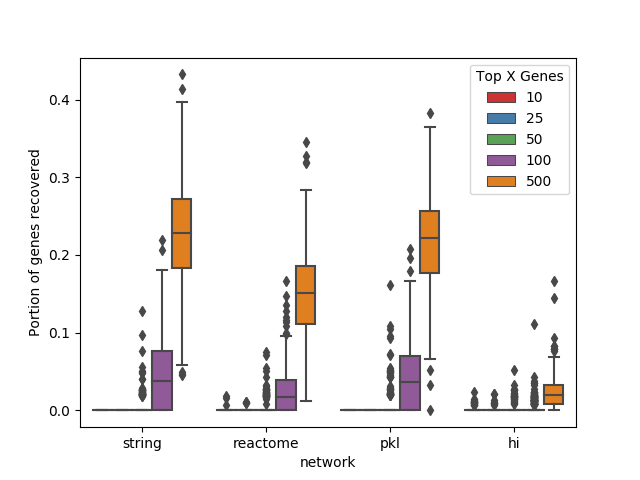 Top X Genes
10
25
50
100
500
Portion of genes recovered
0.4
0.3
0.2
0.1
0.0
string
reactome
pkl
hi
network